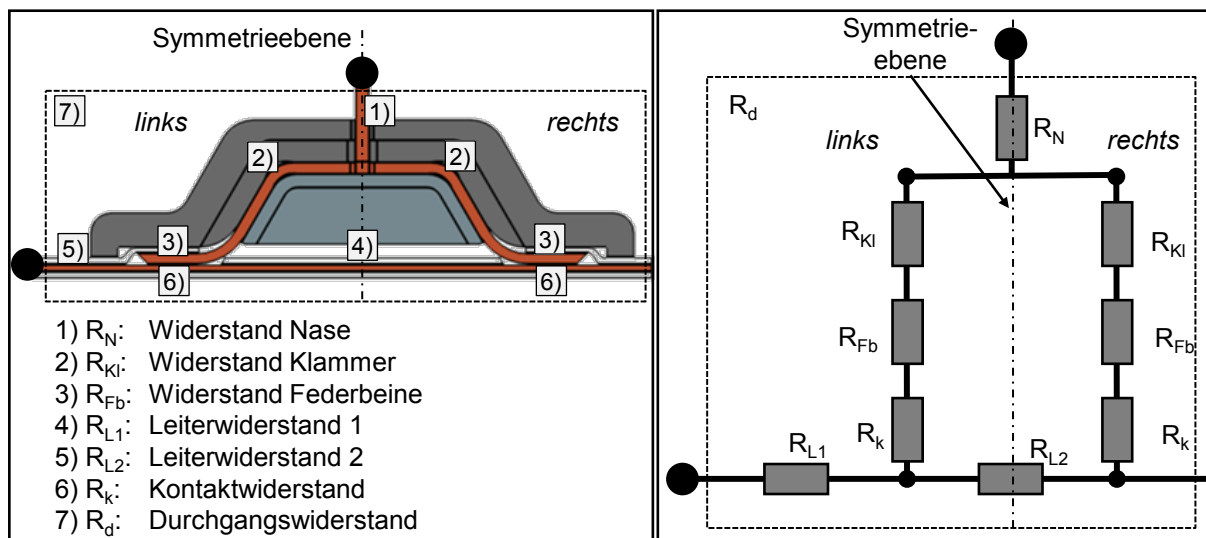 Symmetrieebene
7)
links
1)
rechts
2)
2)
5)
3)
4)
3)
6)
6)
1) R_N: Widerstand Nase
2) R_Kl: Widerstand Klammer
3) R_Fb: Widerstand Federbeine
4) R_L1: Leiterwiderstand 1
5) R_L2: Leiterwiderstand 2
6) R_k: Kontaktwiderstand
7) R_d: Durchgangswiderstand
Symmetrie-
ebene
R_d
links
R_N
rechts
R_Kl
R_Kl
R_Fb
R_Fb
R_L1
R_k
R_L2
R_k